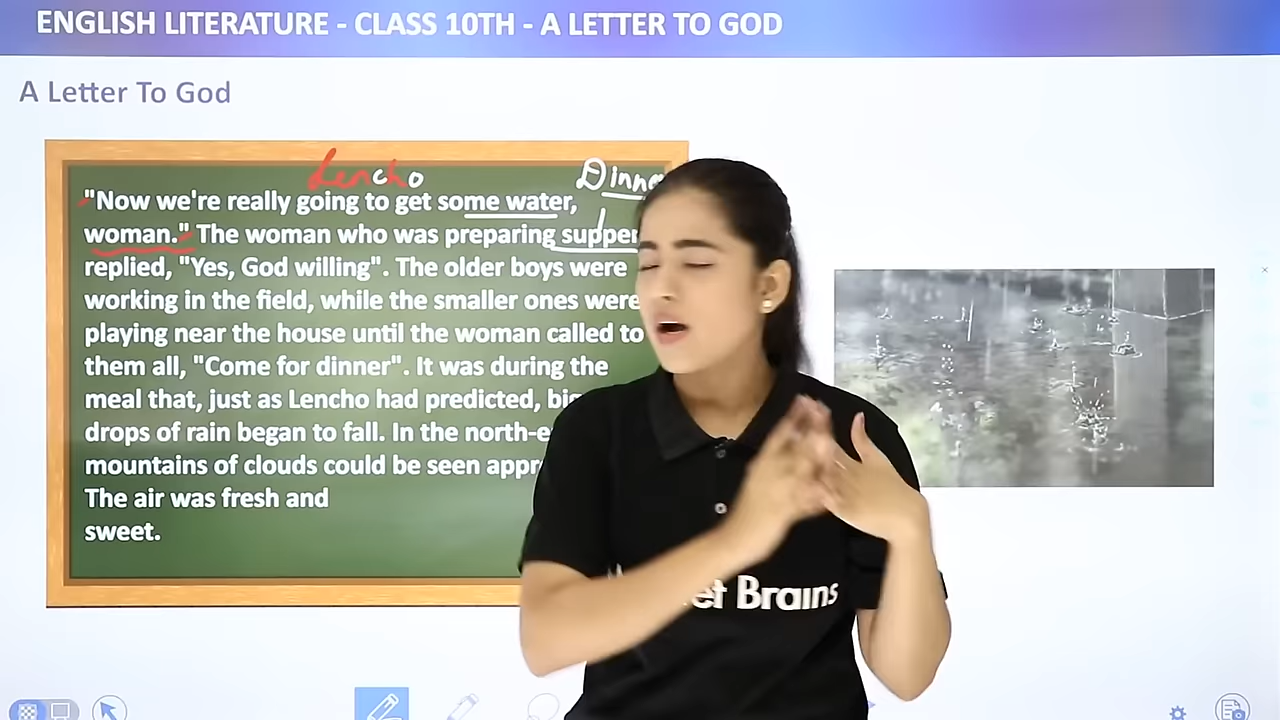 ENGLISH LITERATURE - CLASS 10TH - A LETTER TO GOD
A Letter To God
Lencho
"Now we're really going to get some water,
woman." The woman who was preparing supper
replied, "Yes, God willing". The older boys were
working in the field, while the smaller ones were
playing near the house until the woman called to
them all, "Come for dinner". It was during the
meal that, just as Lencho had predicted,
drops of rain began to fall. In the
mountains of clouds could be seen
The air was fresh and
sweet.
Brains